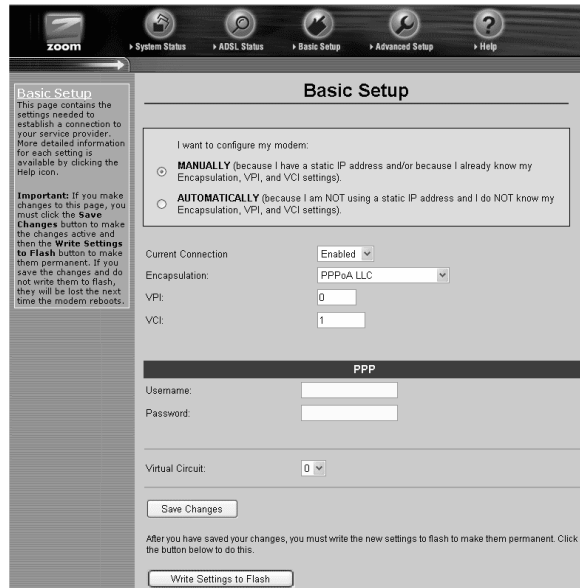 zoom
System Status
ADSL Status
Basic Setup
Advanced Setup
?
Help
Basic Setup
This page contains the
settings needed to
establish a connection to
your service provider.
More detailed information
for each setting is
available by clicking the
Help icon.
Important: If you make
changes to this page, you
must click the Save
Changes button to make
the changes active and
then the Write Settings
to Flash button to make
them permanent. If you
save the changes and do
not write them to flash,
they will be lost the next
time the modem reboots.
Basic Setup
I want to configure my modem:
MANUALLY (because I have a static IP address and/or because I already know my
Encapsulation, VPI, and VCI settings).
AUTOMATICALLY (because I am NOT using a static IP address and I do NOT know my
Encapsulation, VPI, and VCI settings).
Current Connection Enabled
Encapsulation: PPPoA LLC
VPI: 0
VCI: 1
PPP
Username:
Password:
Virtual Circuit: 0
Save Changes
After you have saved your changes, you must write the new settings to flash to make them permanent. Click
the button below to do this.
Write Settings to Flash